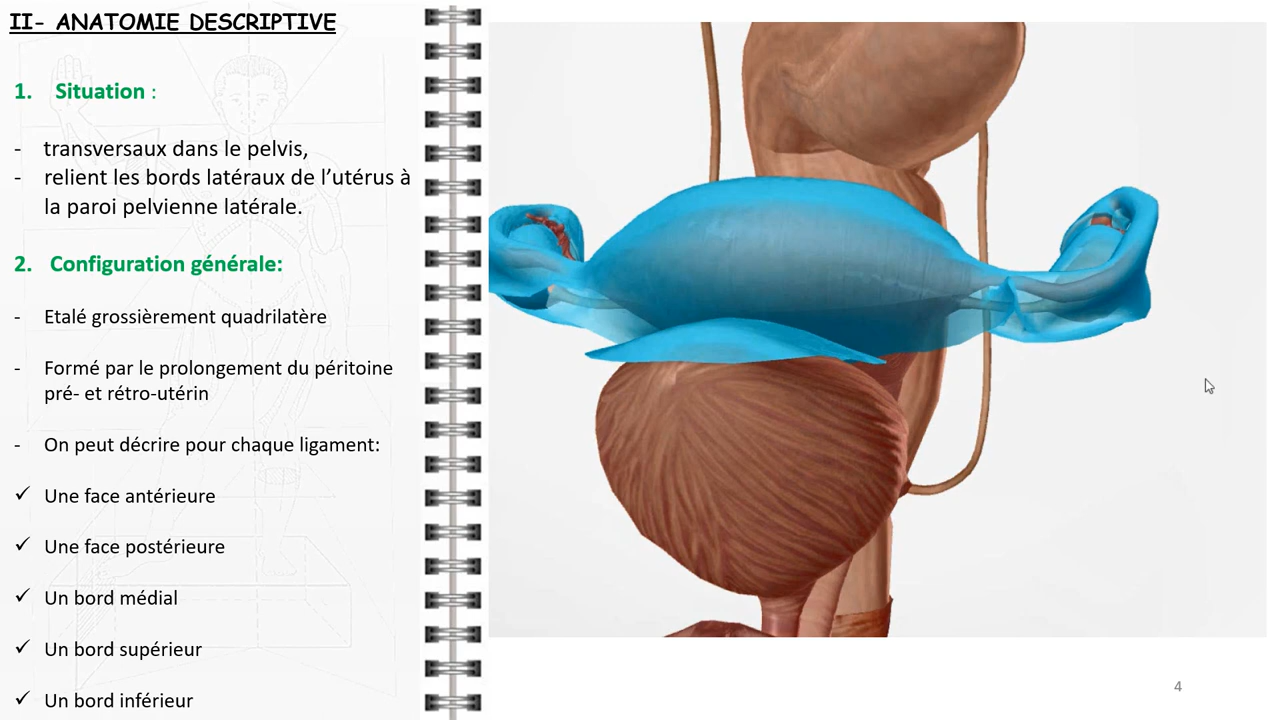 II- ANATOMIE DESCRIPTIVE
1. Situation :
- transversaux dans le pelvis,
- relient les bords latéraux de l’utérus à
la paroi pelvienne latérale.
2. Configuration générale:
- Etalé grossièrement quadrilatère
- Formé par le prolongement du péritoine
pré- et rétro-utérin
- On peut décrire pour chaque ligament:
✓ Une face antérieure
✓ Une face postérieure
✓ Un bord médial
✓ Un bord supérieur
✓ Un bord inférieur
4